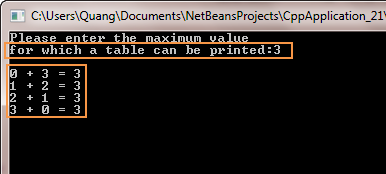 C:\Users\Quang\Documents\NetBeansProjects\CppApplication_21\
Please enter the maximum value
for which a table can be printed:3
0 + 3 = 3
1 + 2 = 3
2 + 1 = 3
3 + 0 = 3